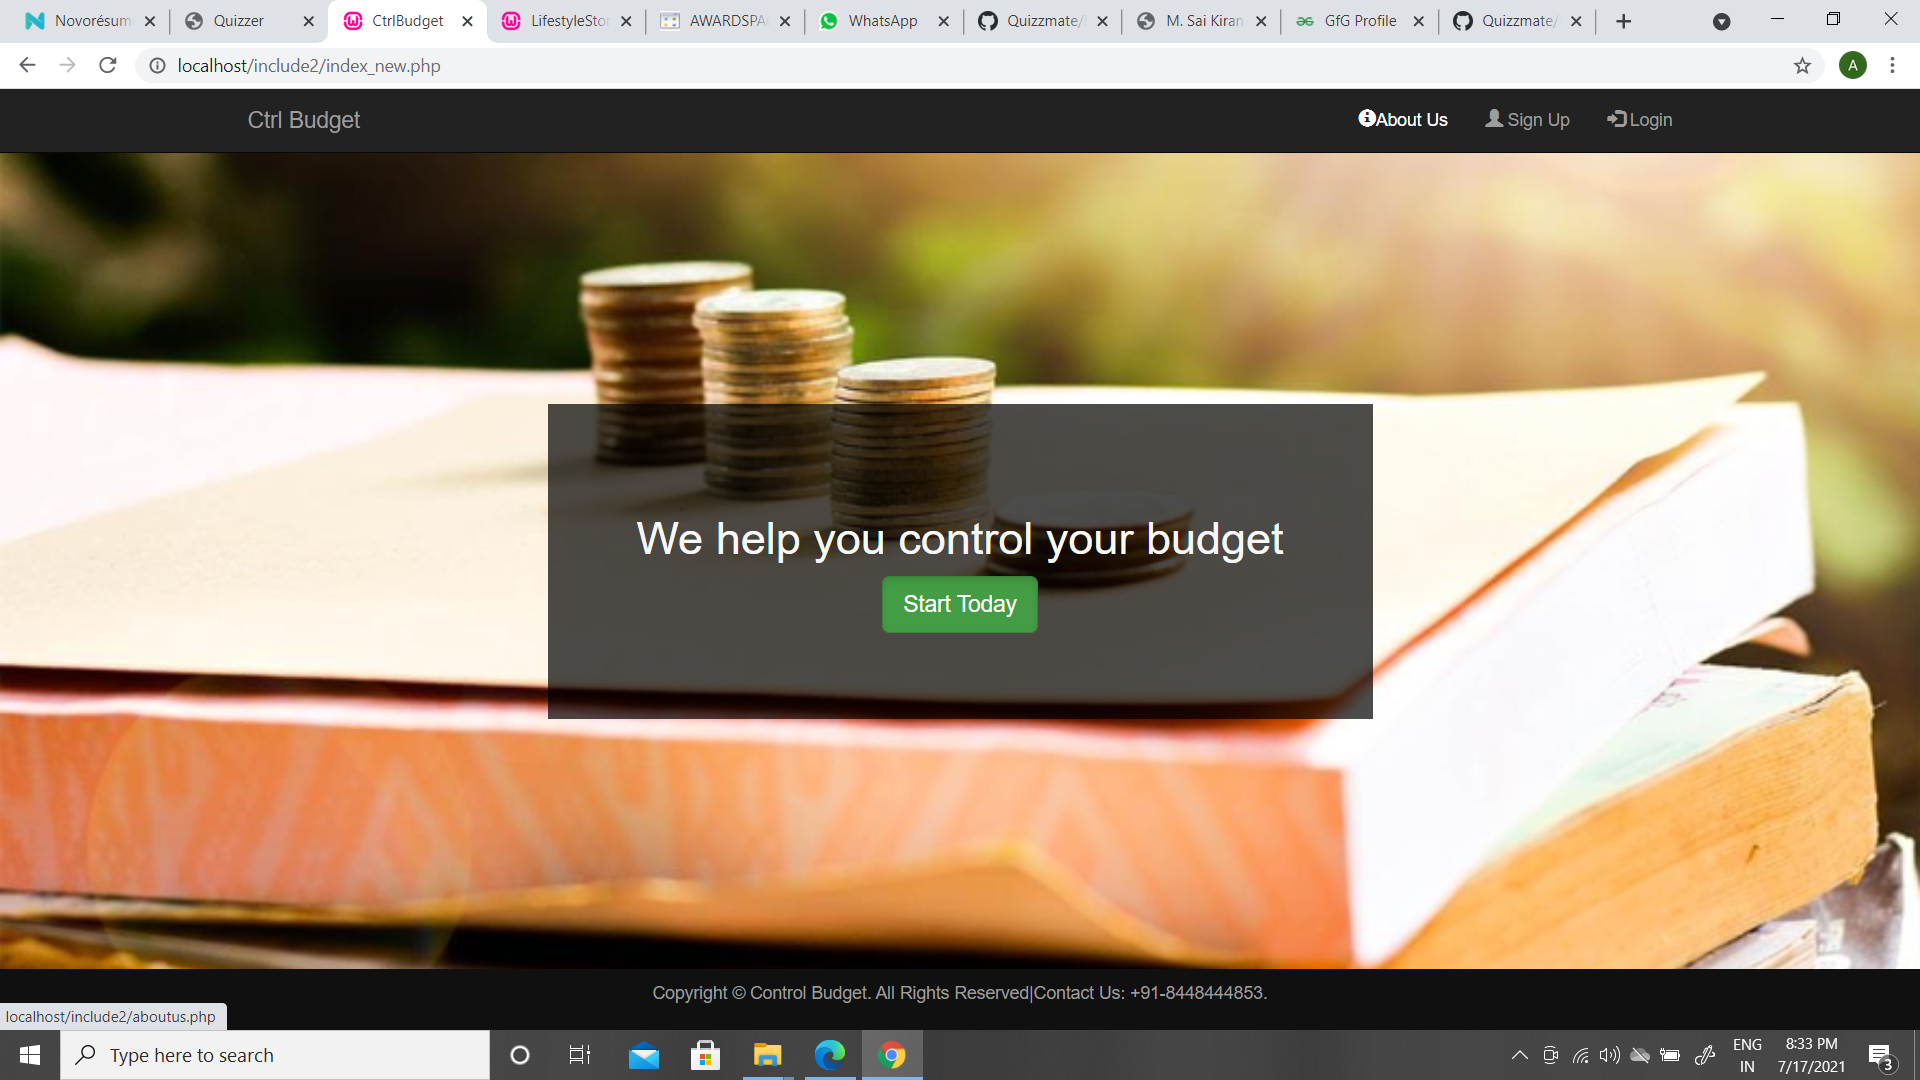 Novorésum
Quizzer
CtrlBudget
LifestyleSto
AWARDSPA
WhatsApp
Quizzmate/
M. Sai Kiran
GfG Profile
Quizzmate/
localhost/include2/index_new.php
A
Ctrl Budget
About Us
Sign Up
Login
We help you control your budget
Start Today
Copyright © Control Budget. All Rights Reserved|Contact Us: +91-8448444853.
localhost/include2/aboutus.php
Type here to search
ENG
IN
8:33 PM
7/17/2021
3